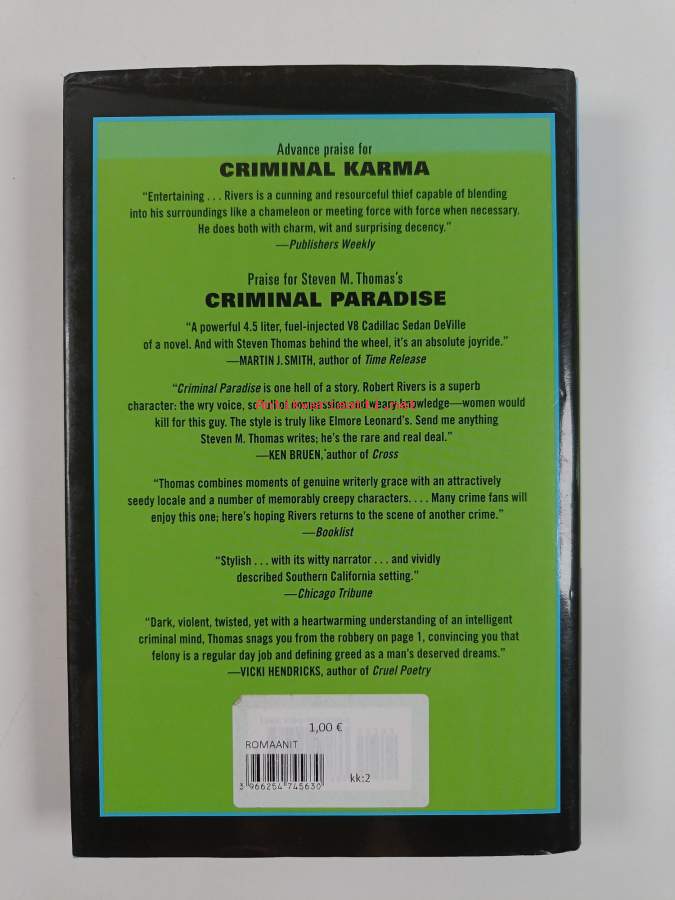 Advance praise for
CRIMINAL KARMA
“Entertaining . . . Rivers is a cunning and resourceful thief capable of blending
into his surroundings like a chameleon or meeting force with force when necessary.
He does both with charm, wit and surprising decency.”
—Publishers Weekly
Praise for Steven M. Thomas's
CRIMINAL PARADISE
“A powerful 4.5 liter, fuel-injected V8 Cadillac Sedan DeVille
of a novel. And with Steven Thomas behind the wheel, it's an absolute joyride.”
—MARTIN J. SMITH, author of Time Release
“Criminal Paradise is one hell of a story. Robert Rivers is a superb
character: the wry voice, so full of compassion and weary knowledge—women would
kill for this guy. The style is truly like Elmore Leonard's. Send me anything
Steven M. Thomas writes; he's the rare and real deal.”
—KEN BRUEN, author of Cross
“Thomas combines moments of genuine writerly grace with an attractively
seedy locale and a number of memorably creepy characters. . . . Many crime fans will
enjoy this one; here's hoping Rivers returns to the scene of another crime.”
—Booklist
“Stylish . . . with its witty narrator . . . and vividly
described Southern California setting.”
—Chicago Tribune
“Dark, violent, twisted, yet with a heartwarming understanding of an intelligent
criminal mind, Thomas snags you from the robbery on page 1, convincing you that
felony is a regular day job and defining greed as a man's deserved dreams.”
—VICKI HENDRICKS, author of Cruel Poetry
1,00 €
ROMAANIT
3 966254 745630
kk:2